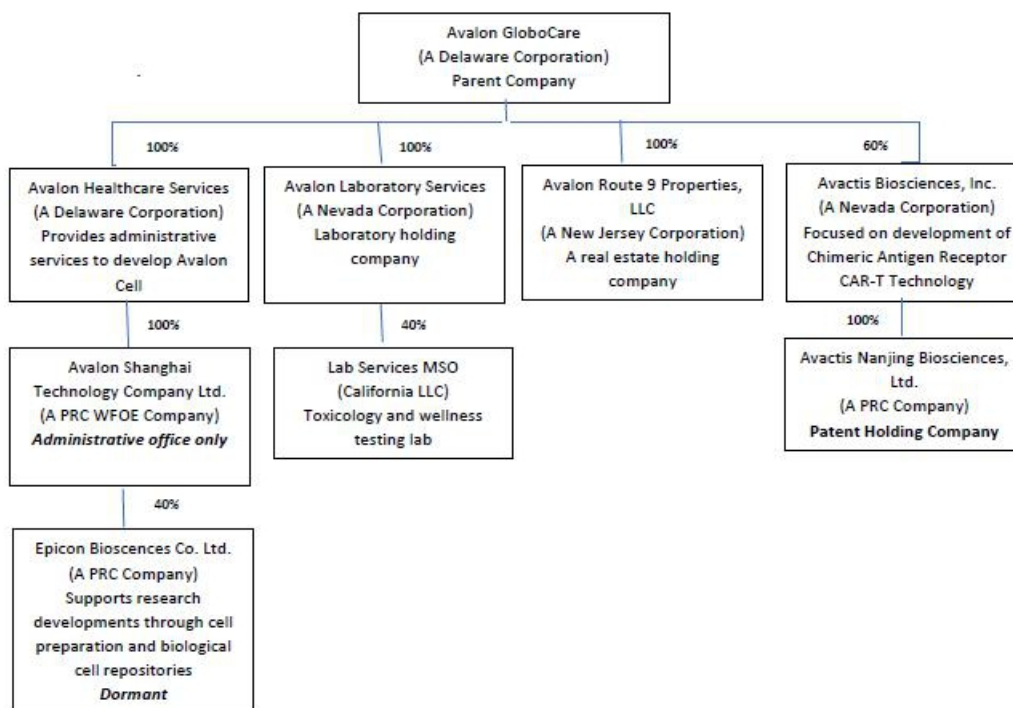 Avalon GloboCare
(A Delaware Corporation)
Parent Company
100%
100%
100%
60%
Avalon Healthcare Services
(A Delaware Corporation)
Provides administrative
services to develop Avalon
Cell
Avalon Laboratory Services
(A Nevada Corporation)
Laboratory holding
company
Avalon Route 9 Properties,
LLC
(A New Jersey Corporation)
A real estate holding
company
Avactis Biosciences, Inc.
(A Nevada Corporation)
Focused on development of
Chimeric Antigen Receptor
CAR-T Technology
100%
40%
100%
Avalon Shanghai
Technology Company Ltd.
(A PRC WFOE Company)
Administrative office only
Lab Services MSO
(California LLC)
Toxicology and wellness
testing lab
Avactis Nanjing Biosciences,
Ltd.
(A PRC Company)
Patent Holding Company
40%
Epicon Bioscences Co. Ltd.
(A PRC Company)
Supports research
developments through cell
preparation and biological
cell repositories
Dormant